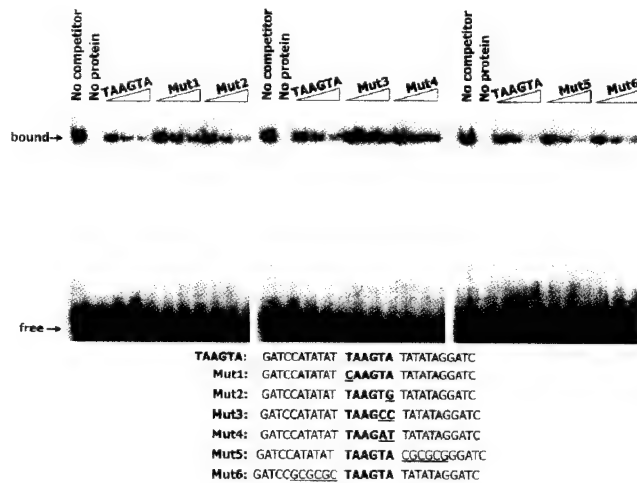 No competitor
No protein
TAAGTA
Mut1
Mut2
No competitor
No protein
TAAGTA
Mut3
Mut4
No competitor
No protein
TAAGTA
Mut5
Mut6
bound→
free→
TAAGTA: GATCCATATAT TAAGTA TATATAGGATC
Mut1: GATCCATATAT CAAGTA TATATAGGATC
Mut2: GATCCATATAT TAAGTG TATATAGGATC
Mut3: GATCCATATAT TAAGCC TATATAGGATC
Mut4: GATCCATATAT TAAGAT TATATAGGATC
Mut5: GATCCATATAT TAAGTA CGCGCGGGATC
Mut6: GATCCGCGCGC TAAGTA TATATAGGATC